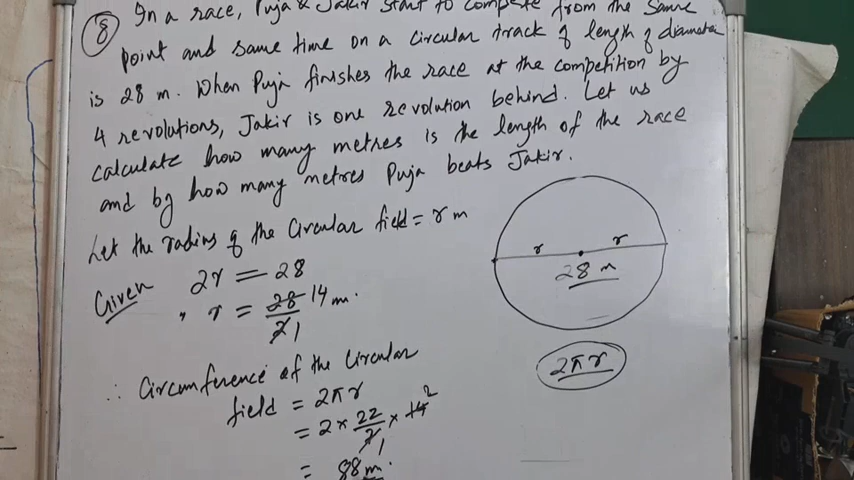 8 In a race, Puja & Jakir start to compete from the same
point and same time on a circular track of length of diameter
is 28 m. When Puja finishes the race at the competition by
4 revolutions, Jakir is one revolution behind. Let us
calculate how many metres is the length of the race
and by how many metres Puja beats Jakir.
Let the radius of the Circular field = r m
Given 2r = 28
" r = 28/2 14 m.
1
r r
28 m
2πr
∴ Circumference of the Circular
field = 2πr
= 2 × 22/7 × 14 2
1
= 88 m.